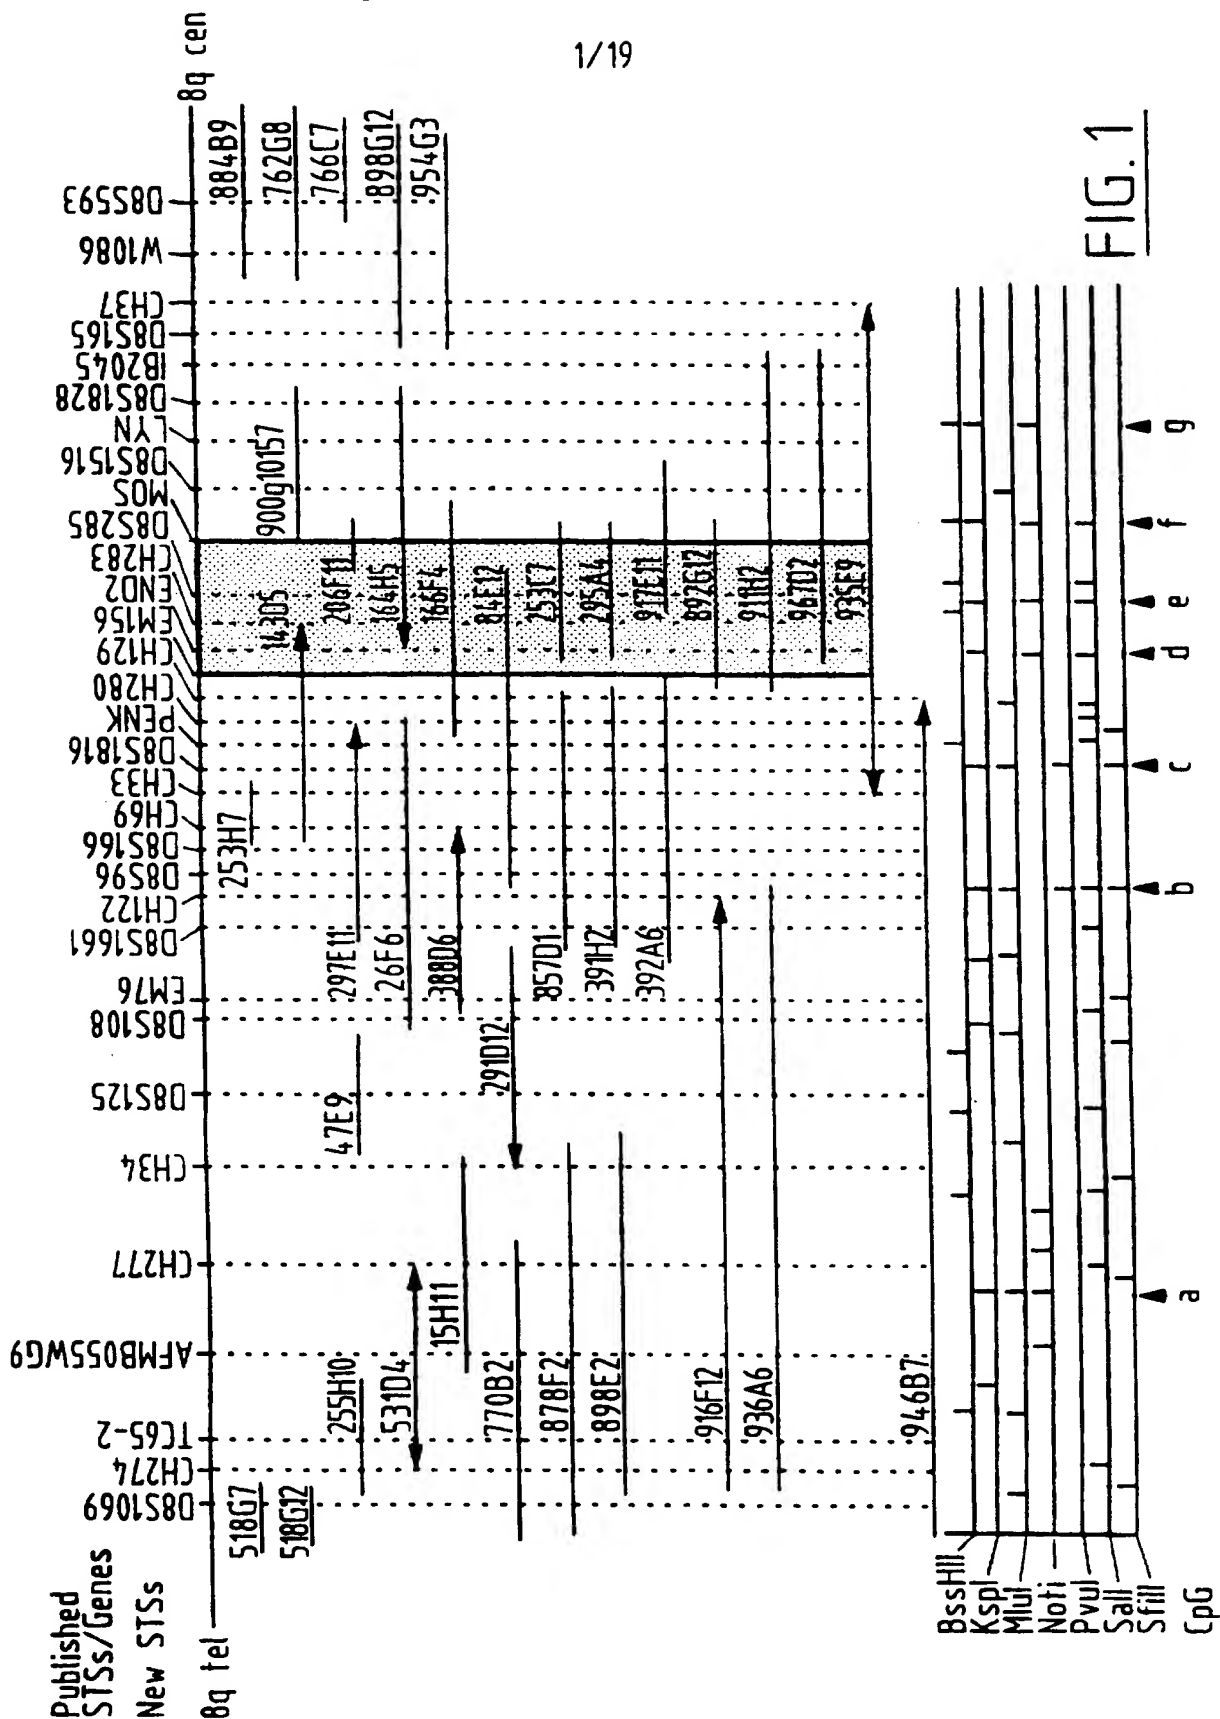 1/19
Published
STSs/Genes
New STSs
8q tel
8q cen
D8S1069
CH274
TC65-2
AFMB055WG9
CH277
CH34
D8S125
D8S108
EM76
D8S1661
CH122
D8S96
D8S166
CH69
CH33
D8S1816
PENK
CH280
CH129
EM156
END2
CH283
D8S285
MOS
D8S1516
LYN
D8S1828
IB2045
D8S165
CH37
W1086
D8S593
884B9
762G8
766C7
898G12
954G3
900g10157
143D5
206F11
164H5
166F4
84E12
253C7
295A4
917E11
892G12
911H2
967D2
935E9
253H7
297E11
26F6
388D6
291D12
857D1
391H2
392A6
47E9
15H11
255H10
531D4
770B2
878F2
898E2
916F12
936A6
946B7
518G7
518G12
BssHII
KspI
MluI
Noti
PvuI
SalI
SfiII
CpG
a
b
c
d
e
f
g
FIG. 1